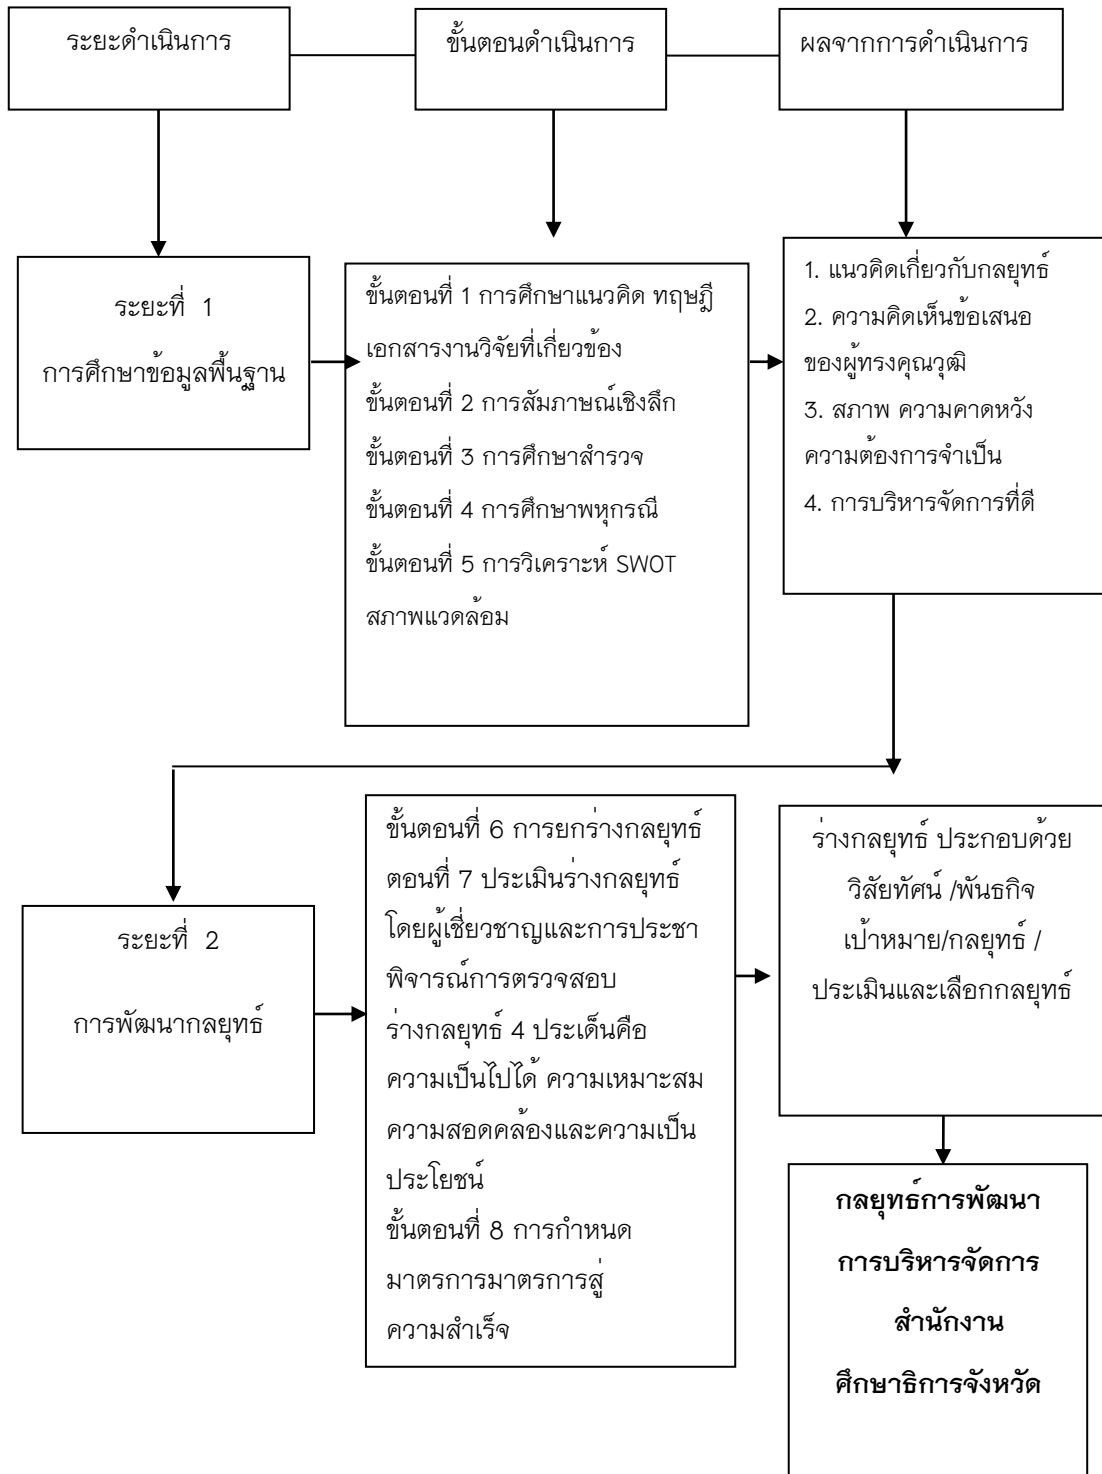 ระยะดำเนินการ
ขั้นตอนดำเนินการ
ผลจากการดำเนินการ
ระยะที่ 1
การศึกษาข้อมูลพื้นฐาน
ขั้นตอนที่ 1 การศึกษาแนวคิด ทฤษฎี
เอกสารงานวิจัยที่เกี่ยวข้อง
ขั้นตอนที่ 2 การสัมภาษณ์เชิงลึก
ขั้นตอนที่ 3 การศึกษาสำรวจ
ขั้นตอนที่ 4 การศึกษาพหุกรณี
ขั้นตอนที่ 5 การวิเคราะห์ SWOT
สภาพแวดล้อม
1. แนวคิดเกี่ยวกับกลยุทธ์
2. ความคิดเห็นข้อเสนอ
ของผู้ทรงคุณวุฒิ
3. สภาพ ความคาดหวัง
ความต้องการจำเป็น
4. การบริหารจัดการที่ดี
ระยะที่ 2
การพัฒนากลยุทธ์
ขั้นตอนที่ 6 การยกร่างกลยุทธ์
ตอนที่ 7 ประเมินร่างกลยุทธ์
โดยผู้เชี่ยวชาญและการประชา
พิจารณ์การตรวจสอบ
ร่างกลยุทธ์ 4 ประเด็นคือ
ความเป็นไปได้ ความเหมาะสม
ความสอดคล้องและความเป็น
ประโยชน์
ขั้นตอนที่ 8 การกำหนด
มาตรการมาตรการสู่
ความสำเร็จ
ร่างกลยุทธ์ ประกอบด้วย
วิสัยทัศน์ /พันธกิจ
เป้าหมาย/กลยุทธ์ /
ประเมินและเลือกกลยุทธ์
กลยุทธ์การพัฒนา
การบริหารจัดการ
สำนักงาน
ศึกษาธิการจังหวัด